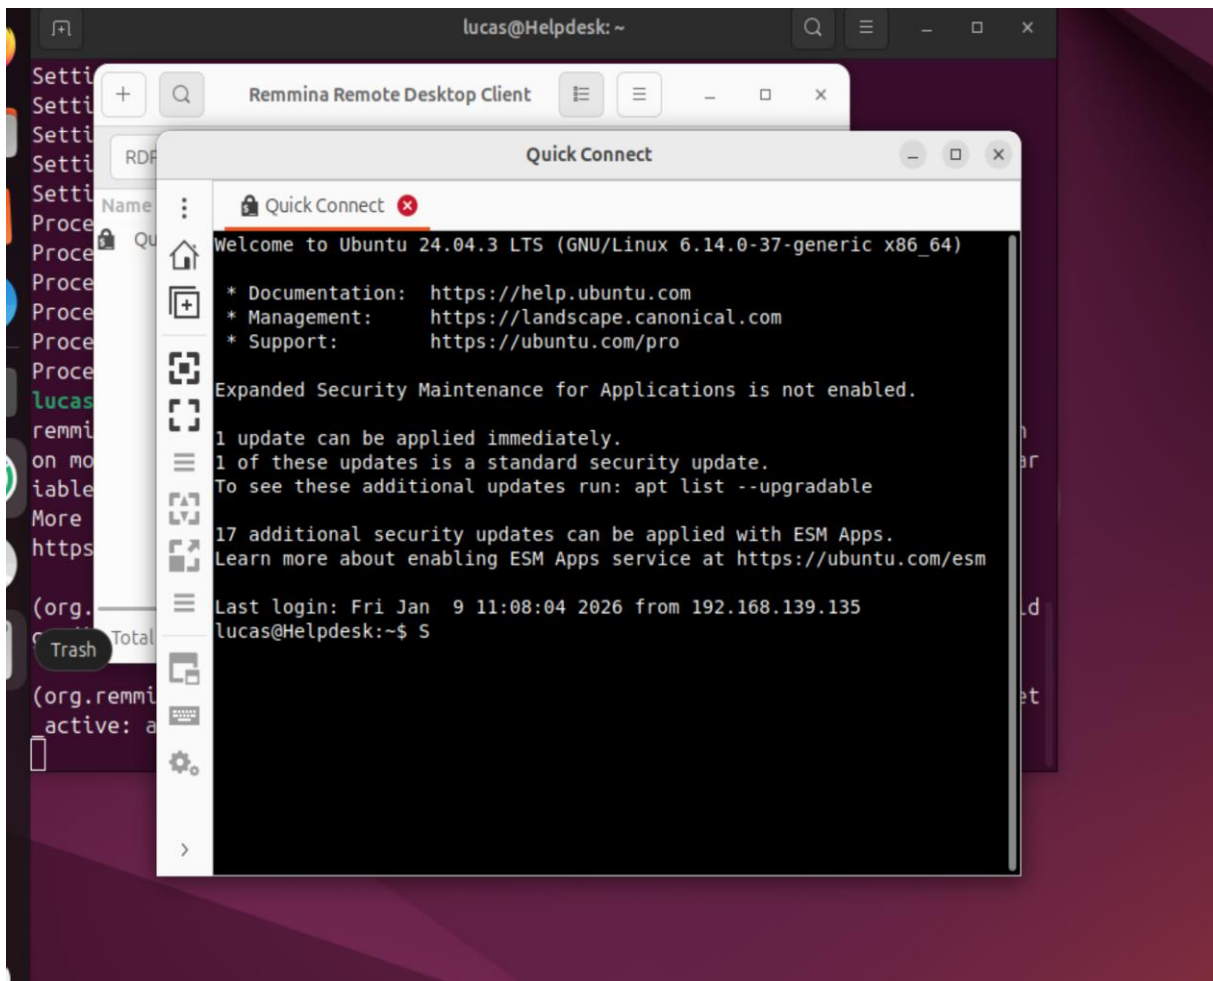 lucas@Helpdesk: ~
Setti
Setti
Setti
Setti
Setti
Proce
Proce
Proce
Proce
Proce
Proce
lucas
remmi
on mo
iable
More
https
(org.
(org.remmi
_active: a
ar
ld
et
Remmina Remote Desktop Client
RDP
Name
Qu
Total
Trash
Quick Connect
Quick Connect
Welcome to Ubuntu 24.04.3 LTS (GNU/Linux 6.14.0-37-generic x86_64)
* Documentation: https://help.ubuntu.com
* Management: https://landscape.canonical.com
* Support: https://ubuntu.com/pro
Expanded Security Maintenance for Applications is not enabled.
1 update can be applied immediately.
1 of these updates is a standard security update.
To see these additional updates run: apt list --upgradable
17 additional security updates can be applied with ESM Apps.
Learn more about enabling ESM Apps service at https://ubuntu.com/esm
Last login: Fri Jan  9 11:08:04 2026 from 192.168.139.135
lucas@Helpdesk:~$ S